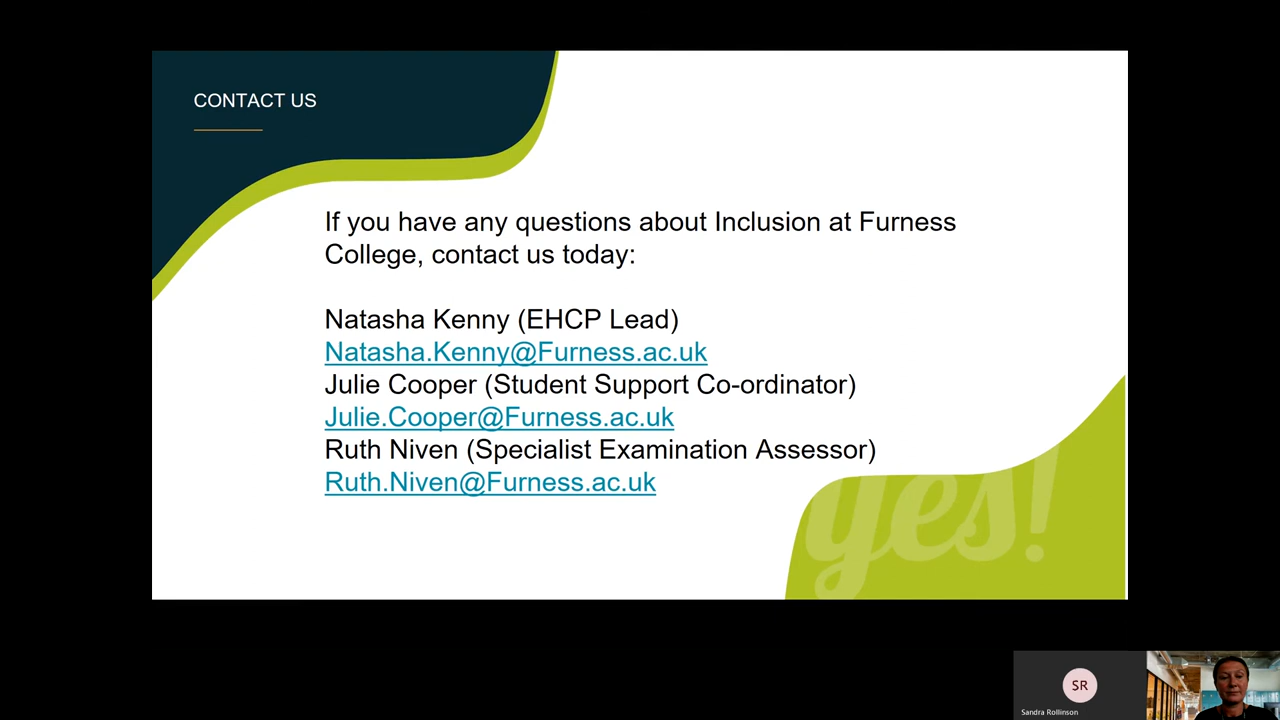 CONTACT US
If you have any questions about Inclusion at Furness
College, contact us today:
Natasha Kenny (EHCP Lead)
Natasha.Kenny@Furness.ac.uk
Julie Cooper (Student Support Co-ordinator)
Julie.Cooper@Furness.ac.uk
Ruth Niven (Specialist Examination Assessor)
Ruth.Niven@Furness.ac.uk
yes!
SR
Sandra Rollinson